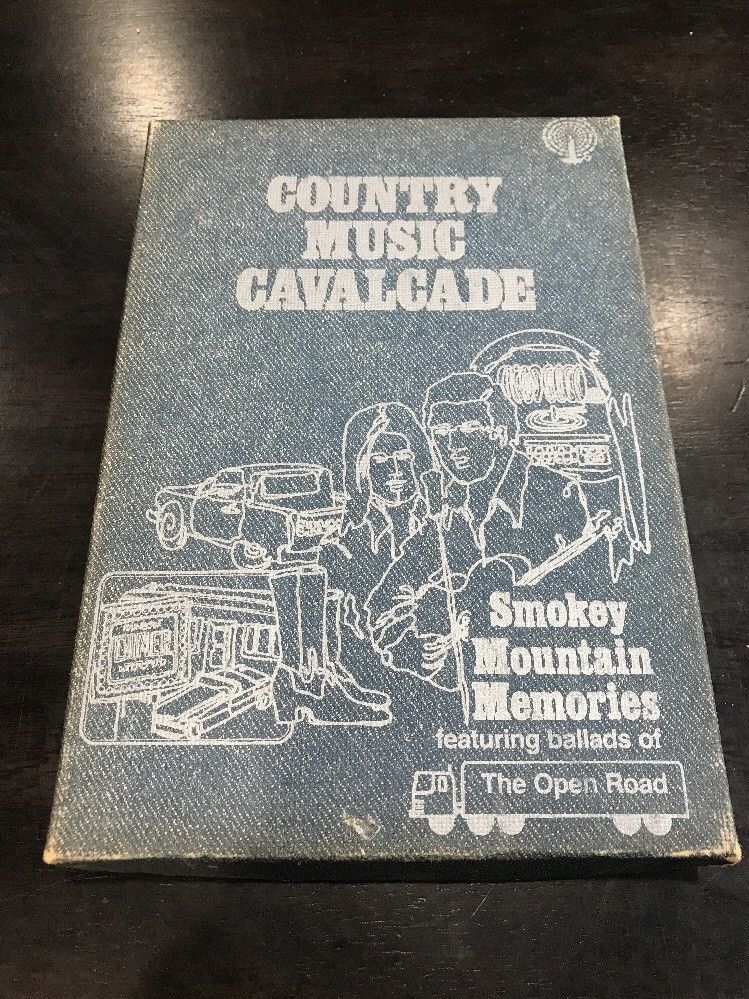 COUNTRY
MUSIC
CAVALCADE
DINER
Smokey
Mountain
Memories
featuring ballads of
The Open Road